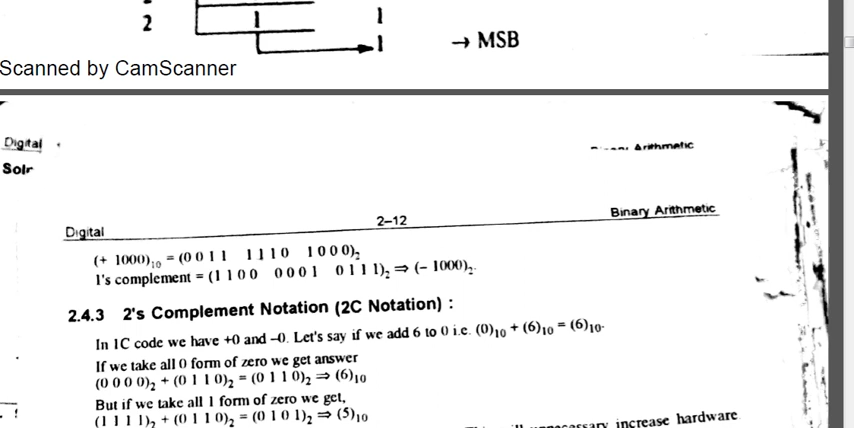 2 1 1
1 → MSB
Scanned by CamScanner
Digital
Arithmetic
Digital 2–12 Binary Arithmetic
(+ 1000)₁₀ = (0 0 1 1 1 1 1 0 1 0 0 0)₂
1's complement = (1 1 0 0 0 0 0 1 0 1 1 1)₂ ⇒ (– 1000)₂.
2.4.3 2's Complement Notation (2C Notation) :
In 1C code we have +0 and –0. Let's say if we add 6 to 0 i.e. (0)₁₀ + (6)₁₀ = (6)₁₀.
If we take all 0 form of zero we get answer
(0 0 0 0)₂ + (0 1 1 0)₂ = (0 1 1 0)₂ ⇒ (6)₁₀
But if we take all 1 form of zero we get,
(1 1 1 1)₂ + (0 1 1 0)₂ = (0 1 0 1)₂ ⇒ (5)₁₀
increase hardware